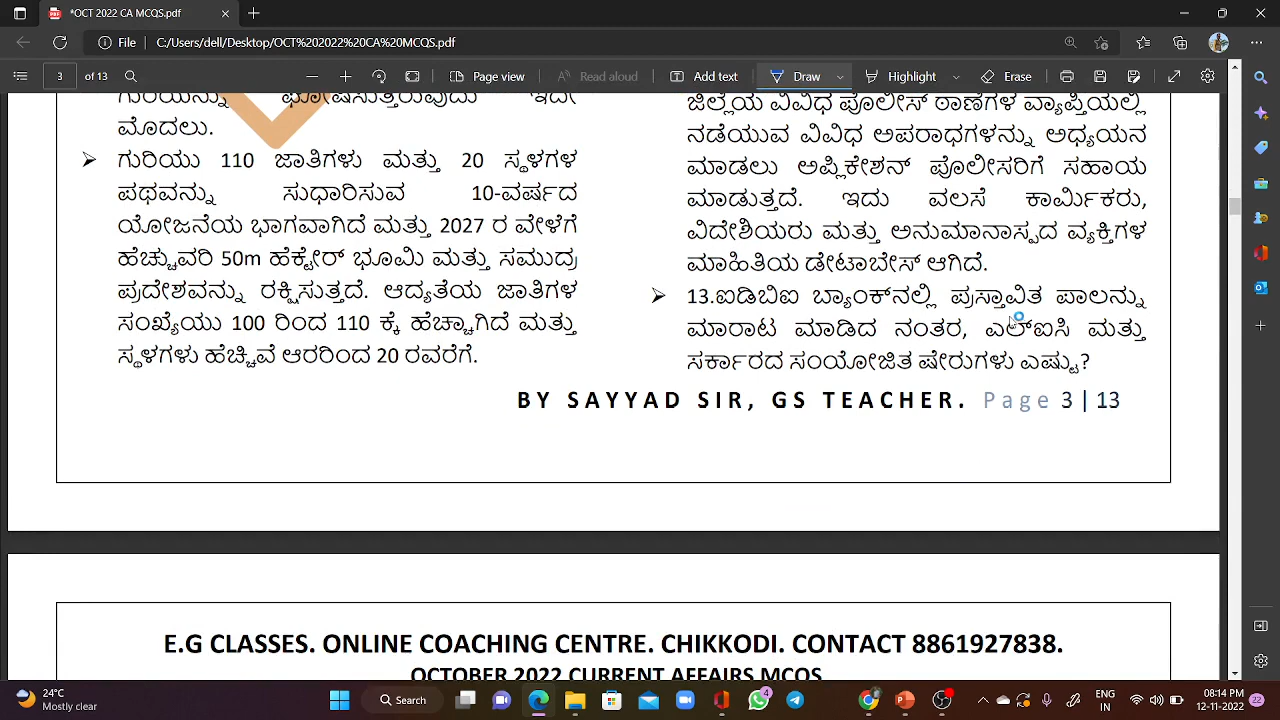 *OCT 2022 CA MCQS.pdf
File C:/Users/dell/Desktop/OCT%202022%20CA%20MCQS.pdf
3 of 13 Page view Read aloud Add text Draw Highlight Erase
ಗುರಿಯನ್ನು ಘೋಷಿಸುತ್ತಿರುವುದು ಇದೇ
ಮೊದಲು.
➢ ಗುರಿಯು 110 ಜಾತಿಗಳು ಮತ್ತು 20 ಸ್ಥಳಗಳ
ಪಥವನ್ನು ಸುಧಾರಿಸುವ 10-ವರ್ಷದ
ಯೋಜನೆಯ ಭಾಗವಾಗಿದೆ ಮತ್ತು 2027 ರ ವೇಳೆಗೆ
ಹೆಚ್ಚುವರಿ 50m ಹೆಕ್ಟೇರ್ ಭೂಮಿ ಮತ್ತು ಸಮುದ್ರ
ಪ್ರದೇಶವನ್ನು ರಕ್ಷಿಸುತ್ತದೆ. ಆದ್ಯತೆಯ ಜಾತಿಗಳ
ಸಂಖ್ಯೆಯು 100 ರಿಂದ 110 ಕ್ಕೆ ಹೆಚ್ಚಾಗಿದೆ ಮತ್ತು
ಸ್ಥಳಗಳು ಹೆಚ್ಚಿವೆ ಆರರಿಂದ 20 ರವರೆಗೆ.
ಜಿಲ್ಲೆಯ ವಿವಿಧ ಪೊಲೀಸ್ ಠಾಣೆಗಳ ವ್ಯಾಪ್ತಿಯಲ್ಲಿ
ನಡೆಯುವ ವಿವಿಧ ಅಪರಾಧಗಳನ್ನು ಅಧ್ಯಯನ
ಮಾಡಲು ಅಪ್ಲಿಕೇಶನ್ ಪೊಲೀಸರಿಗೆ ಸಹಾಯ
ಮಾಡುತ್ತದೆ. ಇದು ವಲಸೆ ಕಾರ್ಮಿಕರು,
ವಿದೇಶಿಯರು ಮತ್ತು ಅನುಮಾನಾಸ್ಪದ ವ್ಯಕ್ತಿಗಳ
ಮಾಹಿತಿಯ ಡೇಟಾಬೇಸ್ ಆಗಿದೆ.
➢ 13.ಐಡಿಬಿಐ ಬ್ಯಾಂಕ್‌ನಲ್ಲಿ ಪ್ರಸ್ತಾವಿತ ಪಾಲನ್ನು
ಮಾರಾಟ ಮಾಡಿದ ನಂತರ, ಎಲ್ಐಸಿ ಮತ್ತು
ಸರ್ಕಾರದ ಸಂಯೋಜಿತ ಷೇರುಗಳು ಎಷ್ಟು?
BY SAYYAD SIR, GS TEACHER. Page 3 | 13
E.G CLASSES. ONLINE COACHING CENTRE. CHIKKODI. CONTACT 8861927838.
OCTOBER 2022 CURRENT AFFAIRS MCQS
24°C
Mostly clear
Search
4
ENG
IN
08:14 PM
12-11-2022
22